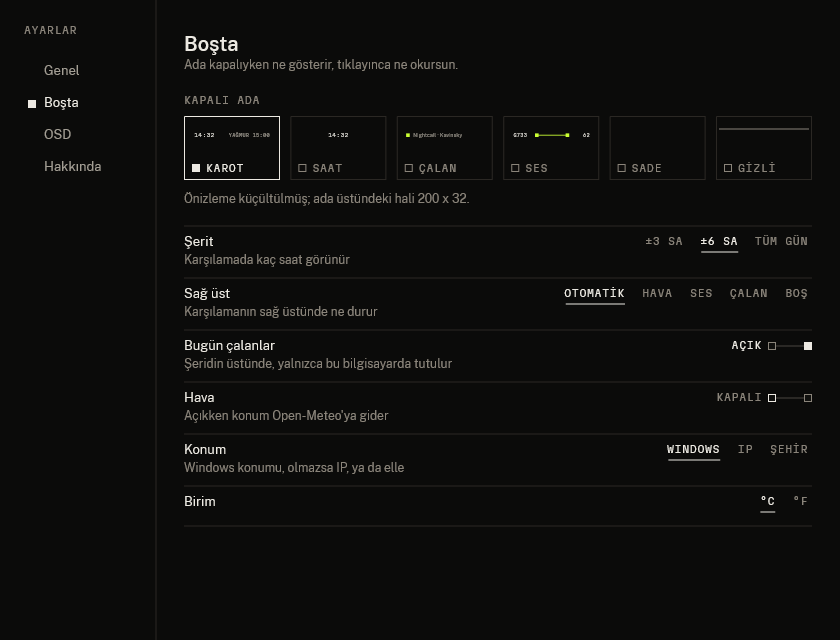 AYARLAR
Genel
Boşta
OSD
Hakkında
Boşta
Ada kapalıyken ne gösterir, tıklayınca ne okursun.
KAPALI ADA
14:32 YAĞMUR 15:00
KAROT
14:32
SAAT
Nightcall · Kavinsky
ÇALAN
G733 62
SES
SADE
GİZLİ
Önizleme küçültülmüş; ada üstündeki hali 200 x 32.
Şerit ±3 SA ±6 SA TÜM GÜN
Karşılamada kaç saat görünür
Sağ üst OTOMATİK HAVA SES ÇALAN BOŞ
Karşılamanın sağ üstünde ne durur
Bugün çalanlar AÇIK
Şeridin üstünde, yalnızca bu bilgisayarda tutulur
Hava KAPALI
Açıkken konum Open-Meteo'ya gider
Konum WINDOWS IP ŞEHİR
Windows konumu, olmazsa IP, ya da elle
Birim °C °F